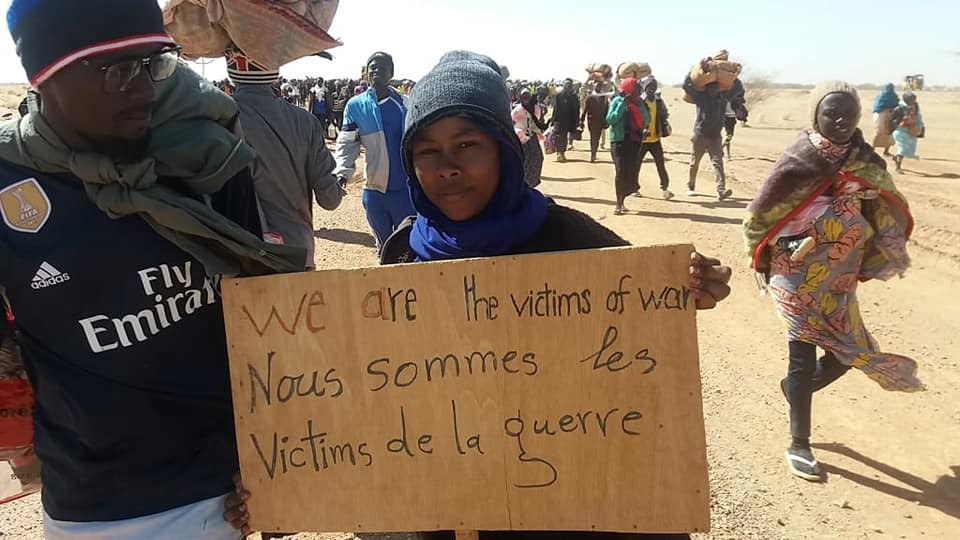 FIFA
adidas
Fly
Emirat
We are the victims of war
Nous sommes les
Victims de la guerre.